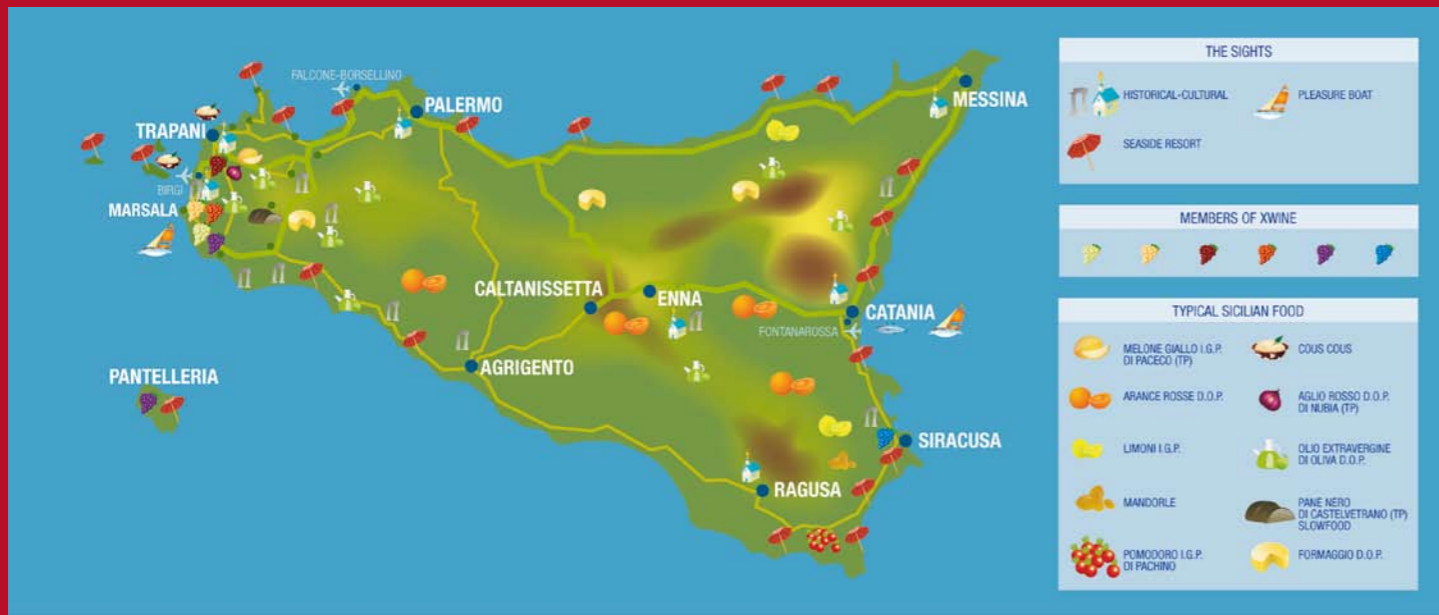 FALCONE-BORSELLINO
PALERMO
MESSINA
TRAPANI
BIRGI
MARSALA
CALTANISSETTA
ENNA
CATANIA
FONTANAROSSA
AGRIGENTO
PANTELLERIA
SIRACUSA
RAGUSA
THE SIGHTS
HISTORICAL-CULTURAL
PLEASURE BOAT
SEASIDE RESORT
MEMBERS OF XWINE
TYPICAL SICILIAN FOOD
MELONE GIALLO I.G.P.
DI PACECO (TP)
COUS COUS
ARANCE ROSSE D.O.P.
AGLIO ROSSO D.O.P.
DI NUBIA (TP)
LIMONI I.G.P.
OLIO EXTRAVERGINE
DI OLIVA D.O.P.
MANDORLE
PANE NERO
DI CASTELVETRANO (TP)
SLOWFOOD
POMODORO I.G.P.
DI PACHINO
FORMAGGIO D.O.P.